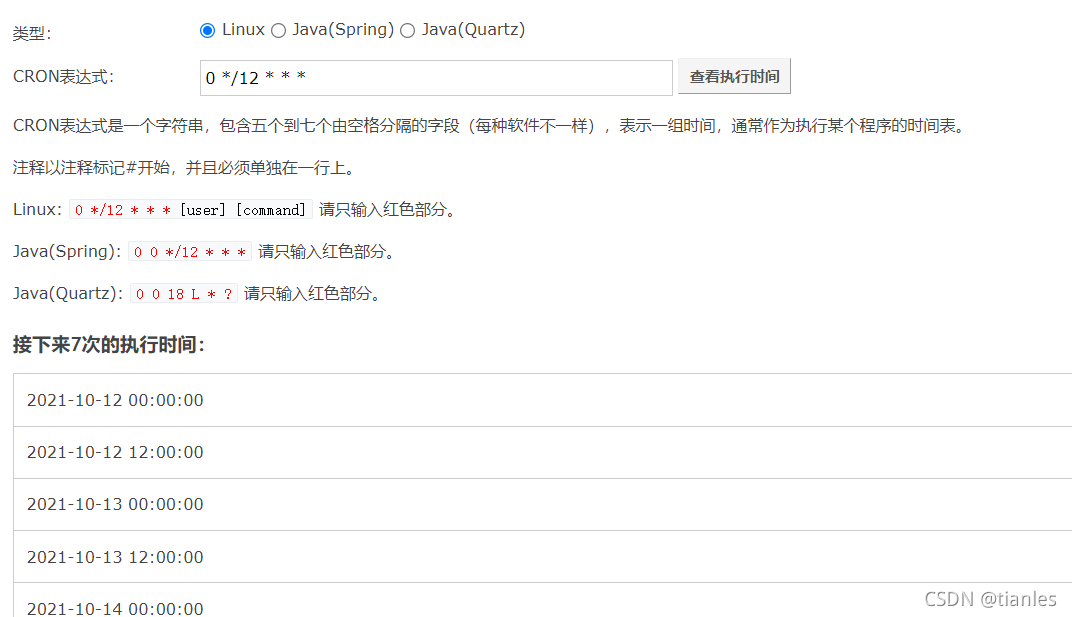 类型： Linux Java(Spring) Java(Quartz)
CRON表达式： 0 */12 * * * 查看执行时间
CRON表达式是一个字符串，包含五个到七个由空格分隔的字段（每种软件不一样），表示一组时间，通常作为执行某个程序的时间表。
注释以注释标记#开始，并且必须单独在一行上。
Linux： 0 */12 * * * [user] [command] 请只输入红色部分。
Java(Spring)： 0 0 */12 * * * 请只输入红色部分。
Java(Quartz)： 0 0 18 L * ? 请只输入红色部分。
接下来7次的执行时间：
2021-10-12 00:00:00
2021-10-12 12:00:00
2021-10-13 00:00:00
2021-10-13 12:00:00
2021-10-14 00:00:00
CSDN @tianles